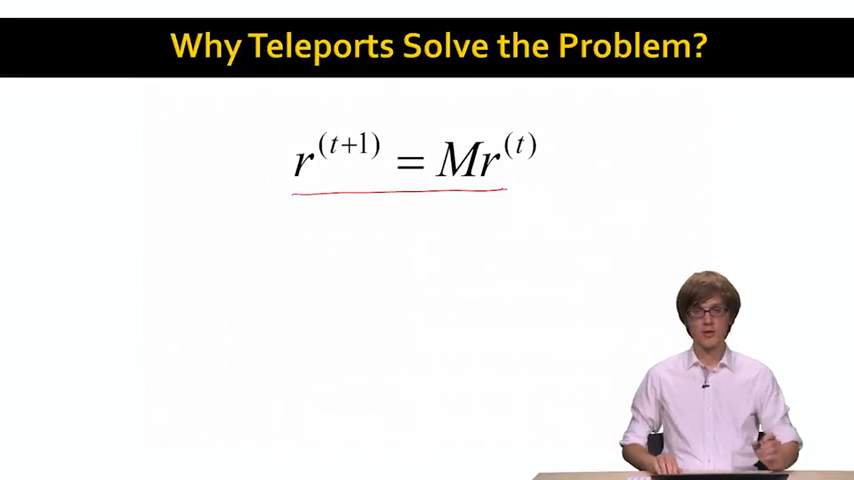 Why Teleports Solve the Problem?
r^{(t+1)} = Mr^{(t)}